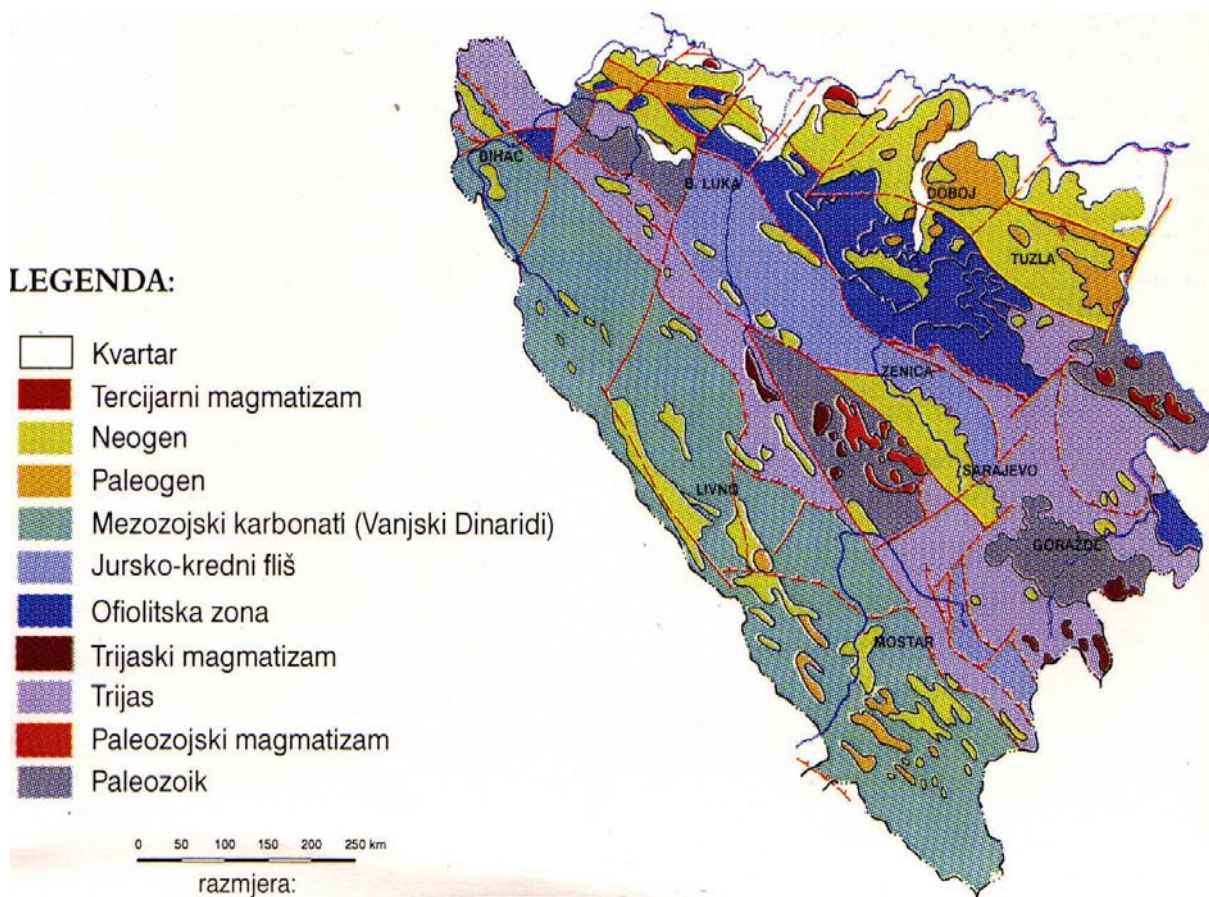 LEGENDA:
Kvartar
Tercijarni magmatizam
Neogen
Paleogen
Mezozojski karbonati (Vanjski Dinaridi)
Jursko-kredni fliš
Ofiolitska zona
Trijaski magmatizam
Trijas
Paleozojski magmatizam
Paleozoik
0 50 100 150 200 250 km
razmjera:
BIHAĆ
B. LUKA
DOBOJ
TUZLA
ZENICA
SARAJEVO
LIVNO
GORAŽDE
MOSTAR